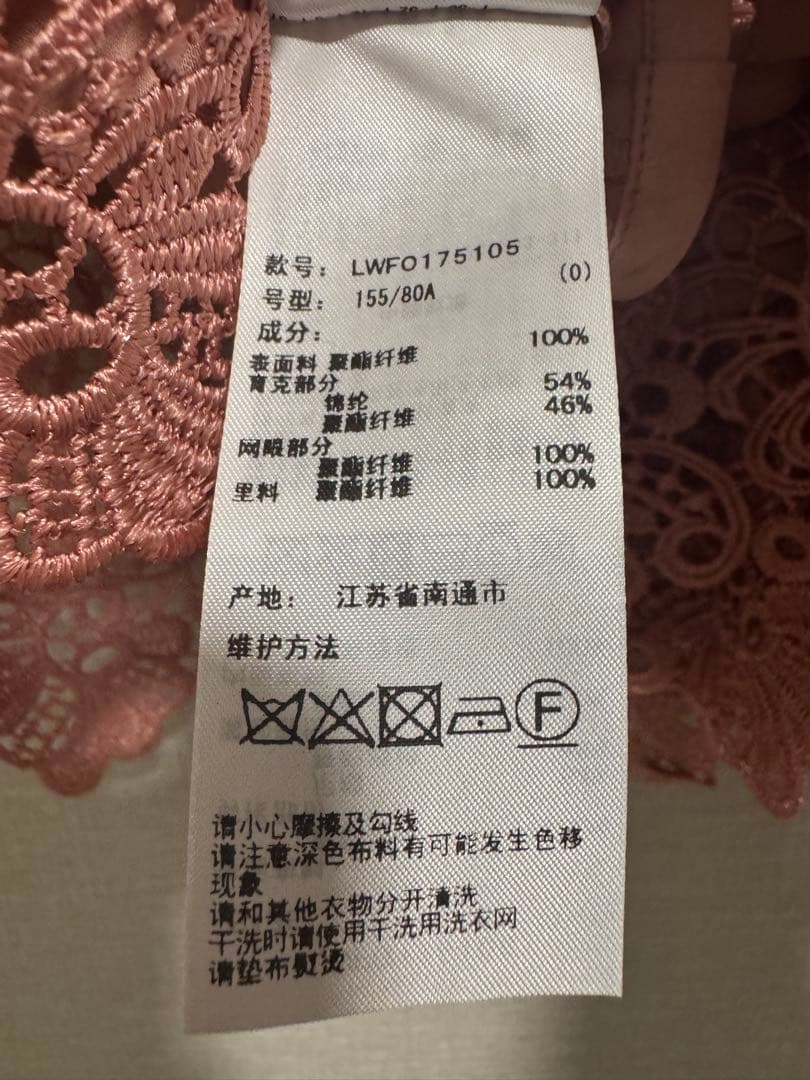 款号: LWFO175105
号型: 155/80A (0)
成分:
表面料 聚酯纤维 100%
育克部分
锦纶 54%
聚酯纤维 46%
网眼部分
聚酯纤维 100%
里料 聚酯纤维 100%
产地: 江苏省南通市
维护方法
F
请小心摩擦及勾线
请注意深色布料有可能发生色移
现象
请和其他衣物分开清洗
干洗时请使用干洗用洗衣网
请垫布熨烫